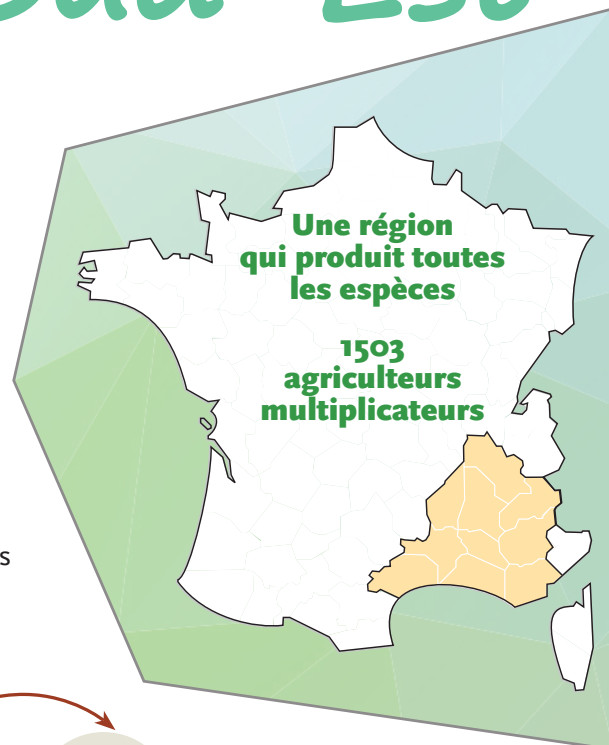 Une région
qui produit toutes
les espèces
1503
agriculteurs
multiplicateurs
s